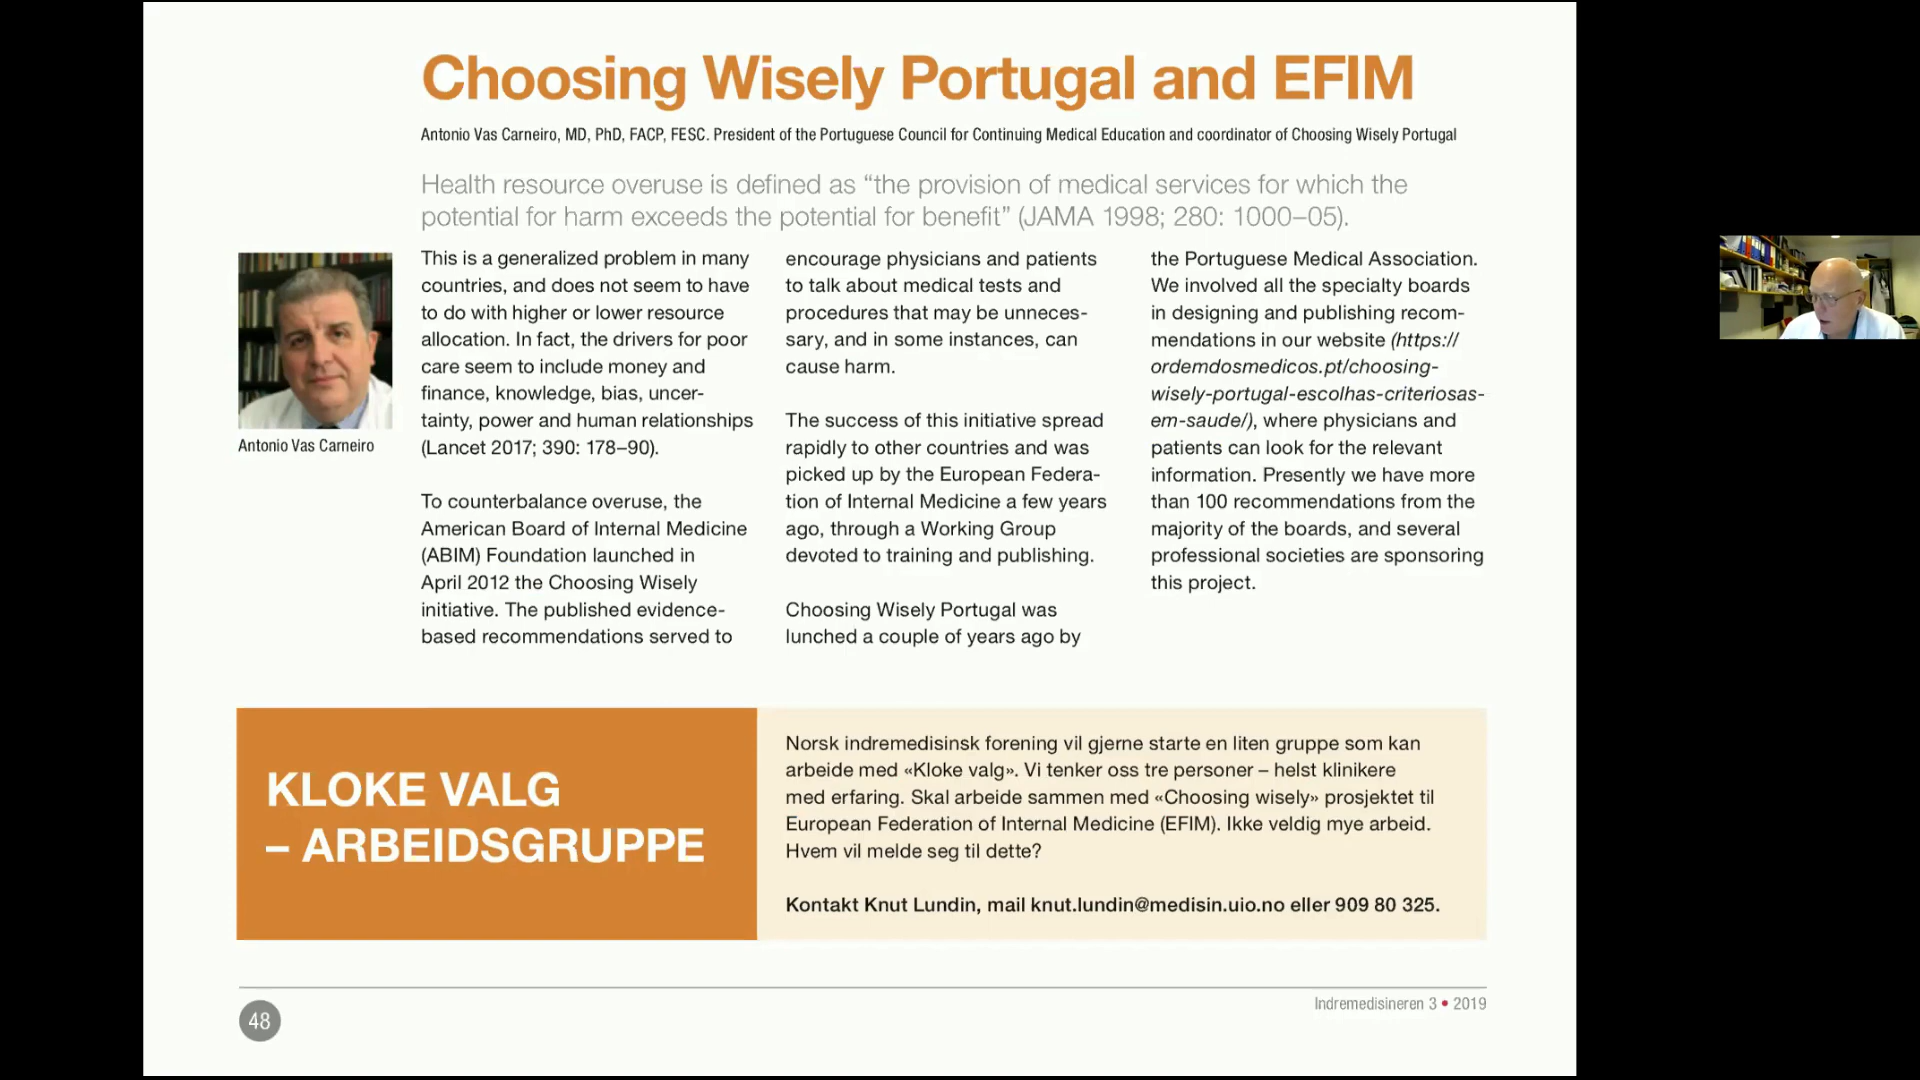 Choosing Wisely Portugal and EFIM
Antonio Vas Carneiro, MD, PhD, FACP, FESC. President of the Portuguese Council for Continuing Medical Education and coordinator of Choosing Wisely Portugal
Health resource overuse is defined as “the provision of medical services for which the
potential for harm exceeds the potential for benefit” (JAMA 1998; 280: 1000–05).
Antonio Vas Carneiro
This is a generalized problem in many
countries, and does not seem to have
to do with higher or lower resource
allocation. In fact, the drivers for poor
care seem to include money and
finance, knowledge, bias, uncer-
tainty, power and human relationships
(Lancet 2017; 390: 178–90).
To counterbalance overuse, the
American Board of Internal Medicine
(ABIM) Foundation launched in
April 2012 the Choosing Wisely
initiative. The published evidence-
based recommendations served to
encourage physicians and patients
to talk about medical tests and
procedures that may be unneces-
sary, and in some instances, can
cause harm.
The success of this initiative spread
rapidly to other countries and was
picked up by the European Federa-
tion of Internal Medicine a few years
ago, through a Working Group
devoted to training and publishing.
Choosing Wisely Portugal was
lunched a couple of years ago by
the Portuguese Medical Association.
We involved all the specialty boards
in designing and publishing recom-
mendations in our website (https://
ordemdosmedicos.pt/choosing-
wisely-portugal-escolhas-criteriosas-
em-saude/), where physicians and
patients can look for the relevant
information. Presently we have more
than 100 recommendations from the
majority of the boards, and several
professional societies are sponsoring
this project.
KLOKE VALG
– ARBEIDSGRUPPE
Norsk indremedisinsk forening vil gjerne starte en liten gruppe som kan
arbeide med «Kloke valg». Vi tenker oss tre personer – helst klinikere
med erfaring. Skal arbeide sammen med «Choosing wisely» prosjektet til
European Federation of Internal Medicine (EFIM). Ikke veldig mye arbeid.
Hvem vil melde seg til dette?
Kontakt Knut Lundin, mail knut.lundin@medisin.uio.no eller 909 80 325.
48
Indremedisineren 3 • 2019